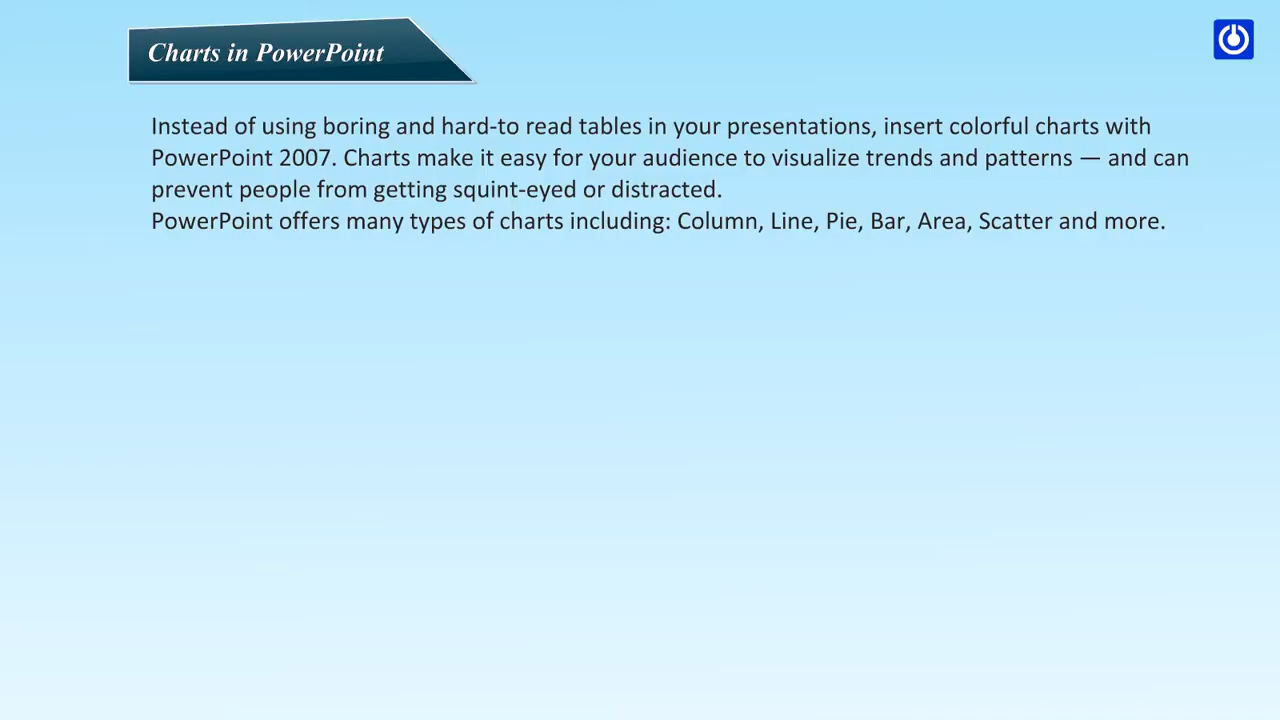 Charts in PowerPoint
Instead of using boring and hard-to read tables in your presentations, insert colorful charts with
PowerPoint 2007. Charts make it easy for your audience to visualize trends and patterns — and can
prevent people from getting squint-eyed or distracted.
PowerPoint offers many types of charts including: Column, Line, Pie, Bar, Area, Scatter and more.